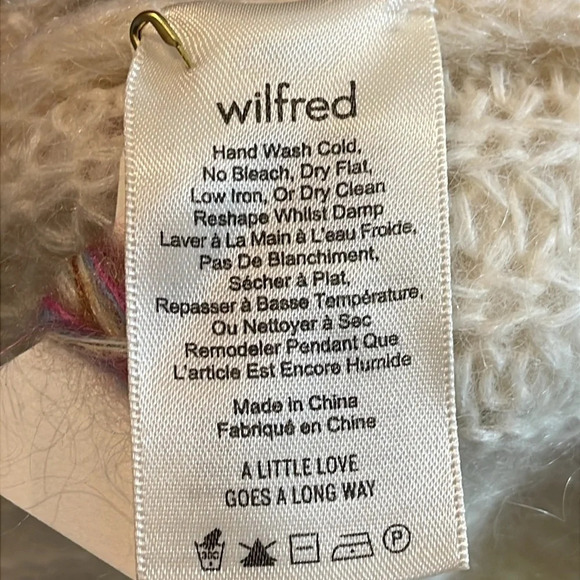 wilfred
Hand Wash Cold,
No Bleach, Dry Flat,
Low Iron, Or Dry Clean
Reshape Whilst Damp
Laver à La Main à L'eau Froide,
Pas De Blanchiment,
Sécher à Plat,
Repasser à Basse Température,
Ou Nettoyer à Sec
Remodeler Pendant Que
L'article Est Encore Humide
Made in China
Fabriqué en Chine
A LITTLE LOVE
GOES A LONG WAY
30C P